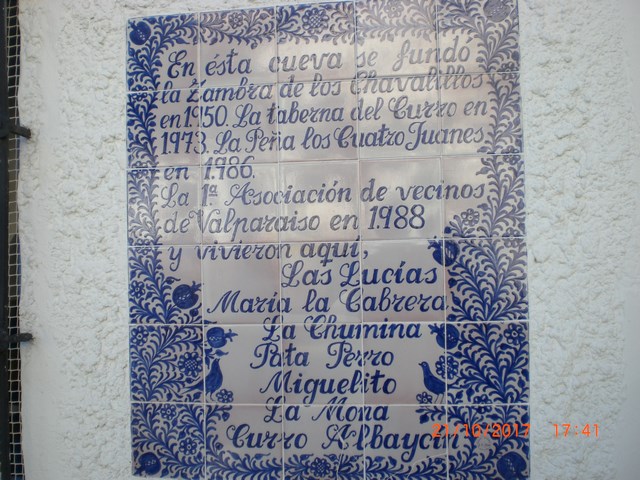 En ésta cueva se fundó
la Zambra de los Chavalillos
en 1950. La taberna del Curro en
1973. La Peña los Cuatro Juanes
en 1986.
La 1ª Asociación de vecinos
de Valparaiso en 1988
y vivieron aquí,
Las Lucías
María la Cabrera
La Chumina
Pata Perro
Miguelito
La Mona
Curro Albaycín
21/10/2017 17:41